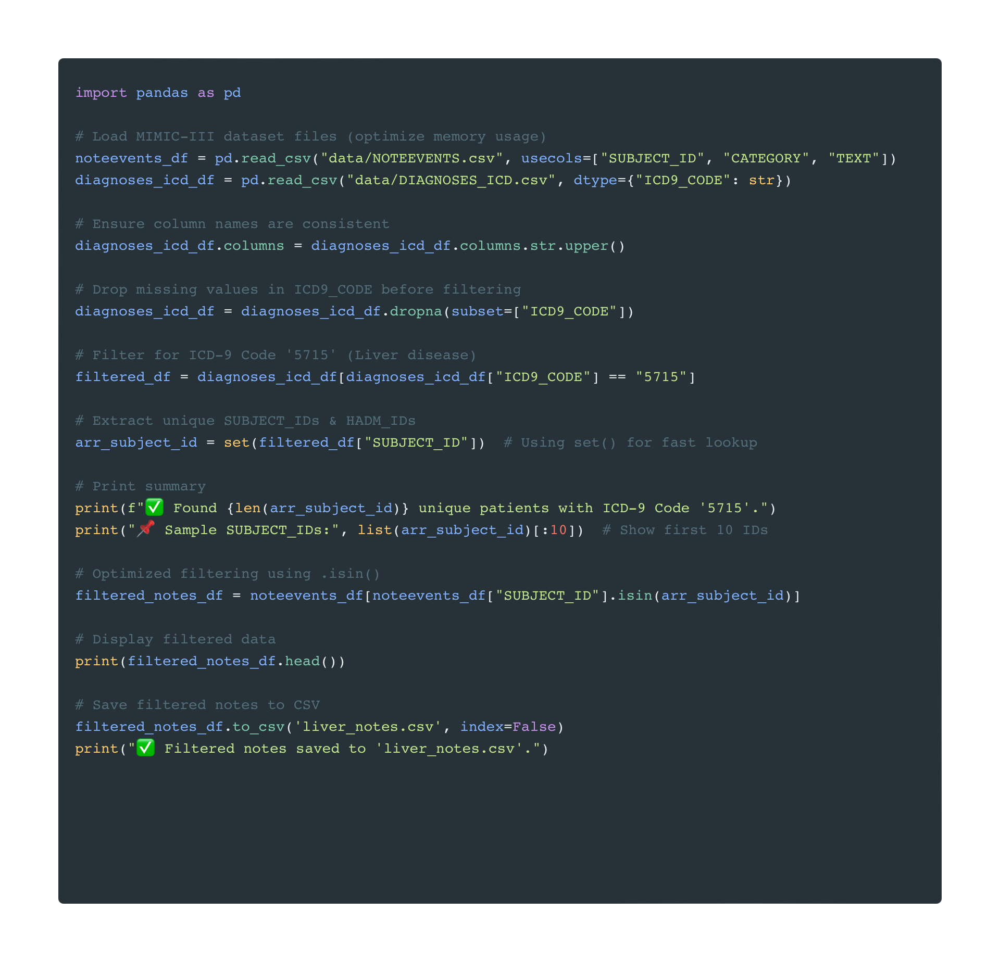 import pandas as pd
# Load MIMIC-III dataset files (optimize memory usage)
noteevents_df = pd.read_csv("data/NOTEEVENTS.csv", usecols=["SUBJECT_ID", "CATEGORY", "TEXT"])
diagnoses_icd_df = pd.read_csv("data/DIAGNOSES_ICD.csv", dtype={"ICD9_CODE": str})
# Ensure column names are consistent
diagnoses_icd_df.columns = diagnoses_icd_df.columns.str.upper()
# Drop missing values in ICD9_CODE before filtering
diagnoses_icd_df = diagnoses_icd_df.dropna(subset=["ICD9_CODE"])
# Filter for ICD-9 Code '5715' (Liver disease)
filtered_df = diagnoses_icd_df[diagnoses_icd_df["ICD9_CODE"] == "5715"]
# Extract unique SUBJECT_IDs & HADM_IDs
arr_subject_id = set(filtered_df["SUBJECT_ID"])  # Using set() for fast lookup
# Print summary
print(f"✅ Found {len(arr_subject_id)} unique patients with ICD-9 Code '5715'.")
print("📌 Sample SUBJECT_IDs:", list(arr_subject_id)[:10])  # Show first 10 IDs
# Optimized filtering using .isin()
filtered_notes_df = noteevents_df[noteevents_df["SUBJECT_ID"].isin(arr_subject_id)]
# Display filtered data
print(filtered_notes_df.head())
# Save filtered notes to CSV
filtered_notes_df.to_csv('liver_notes.csv', index=False)
print("✅ Filtered notes saved to 'liver_notes.csv'.")